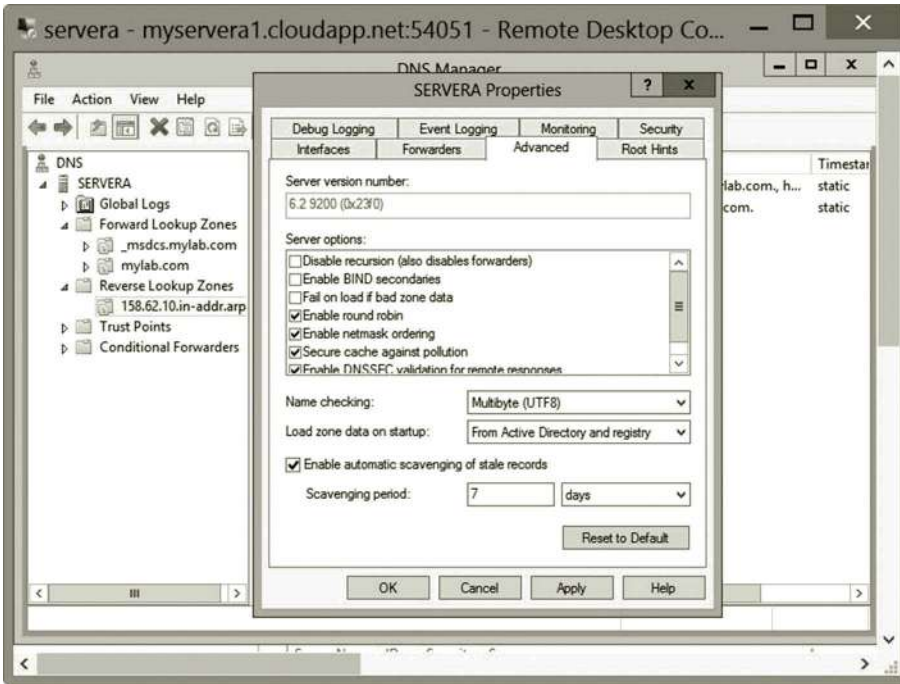 servera - myservera1.cloudapp.net:54051 - Remote Desktop Co...
DNS Manager
File Action View Help
DNS
SERVERA
Global Logs
Forward Lookup Zones
_msdcs.mylab.com
mylab.com
Reverse Lookup Zones
158.62.10.in-addr.arp
Trust Points
Conditional Forwarders
Timestar
lab.com., h... static
com. static
SERVERA Properties
Debug Logging Event Logging Monitoring Security
Interfaces Forwarders Advanced Root Hints
Server version number:
6.2 9200 (0x23f0)
Server options:
Disable recursion (also disables forwarders)
Enable BIND secondaries
Fail on load if bad zone data
Enable round robin
Enable netmask ordering
Secure cache against pollution
Enable DNSSEC validation for remote responses
Name checking: Multibyte (UTF8)
Load zone data on startup: From Active Directory and registry
Enable automatic scavenging of stale records
Scavenging period: 7 days
Reset to Default
OK Cancel Apply Help